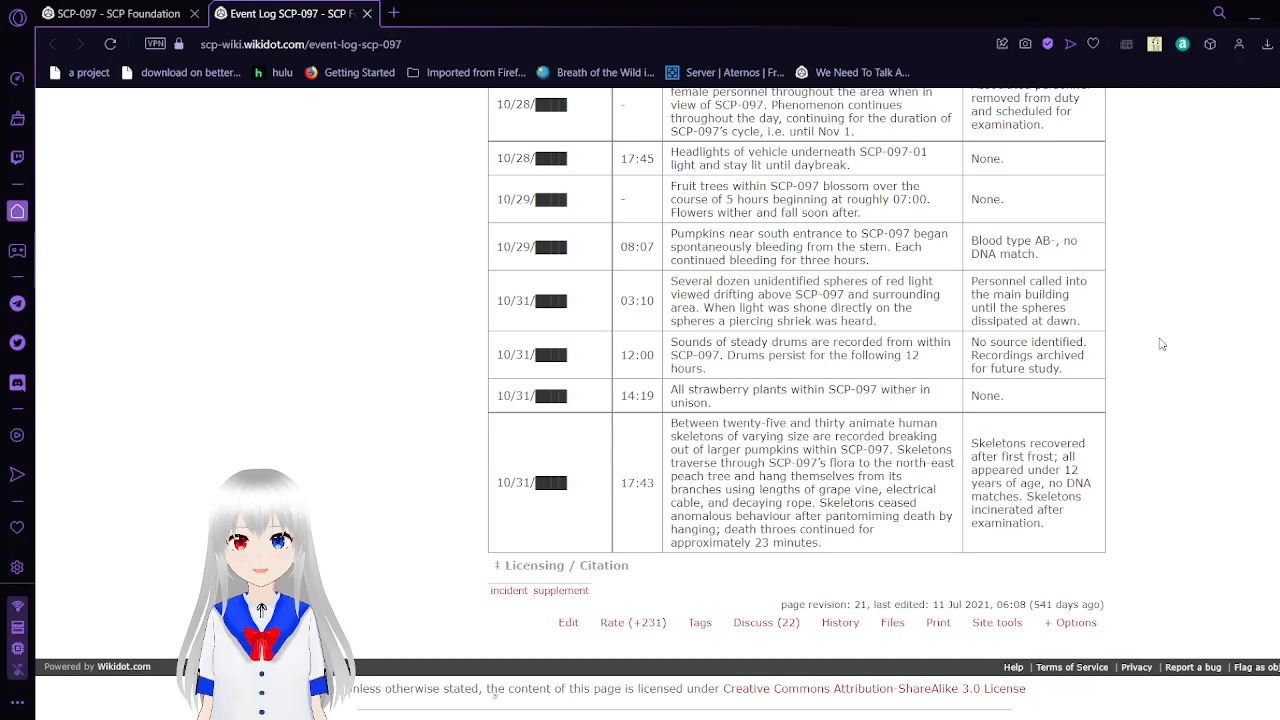 SCP-097 - SCP Foundation
Event Log SCP-097 - SCP F
VPN
scp-wiki.wikidot.com/event-log-scp-097
a project
download on better...
hulu
Getting Started
Imported from Firef...
Breath of the Wild i...
Server | Aternos | Fr...
We Need To Talk A...
female personnel throughout the area when in
10/28/████
-
view of SCP-097. Phenomenon continues
throughout the day, continuing for the duration of
SCP-097's cycle, i.e. until Nov 1.
removed from duty
and scheduled for
examination.
10/28/████
17:45
Headlights of vehicle underneath SCP-097-01
light and stay lit until daybreak.
None.
10/29/████
-
Fruit trees within SCP-097 blossom over the
course of 5 hours beginning at roughly 07:00.
Flowers wither and fall soon after.
None.
10/29/████
08:07
Pumpkins near south entrance to SCP-097 began
spontaneously bleeding from the stem. Each
continued bleeding for three hours.
Blood type AB-, no
DNA match.
10/31/████
03:10
Several dozen unidentified spheres of red light
viewed drifting above SCP-097 and surrounding
area. When light was shone directly on the
spheres a piercing shriek was heard.
Personnel called into
the main building
until the spheres
dissipated at dawn.
10/31/████
12:00
Sounds of steady drums are recorded from within
SCP-097. Drums persist for the following 12
hours.
No source identified.
Recordings archived
for future study.
10/31/████
14:19
All strawberry plants within SCP-097 wither in
unison.
None.
10/31/████
17:43
Between twenty-five and thirty animate human
skeletons of varying size are recorded breaking
out of larger pumpkins within SCP-097. Skeletons
traverse through SCP-097's flora to the north-east
peach tree and hang themselves from its
branches using lengths of grape vine, electrical
cable, and decaying rope. Skeletons ceased
anomalous behaviour after pantomiming death by
hanging; death throes continued for
approximately 23 minutes.
Skeletons recovered
after first frost; all
appeared under 12
years of age, no DNA
matches. Skeletons
incinerated after
examination.
‡ Licensing / Citation
incident supplement
page revision: 21, last edited: 11 Jul 2021, 06:08 (541 days ago)
Edit Rate (+231) Tags Discuss (22) History Files Print Site tools + Options
Powered by Wikidot.com
Help | Terms of Service | Privacy | Report a bug | Flag as obj
nless otherwise stated, the content of this page is licensed under Creative Commons Attribution-ShareAlike 3.0 License